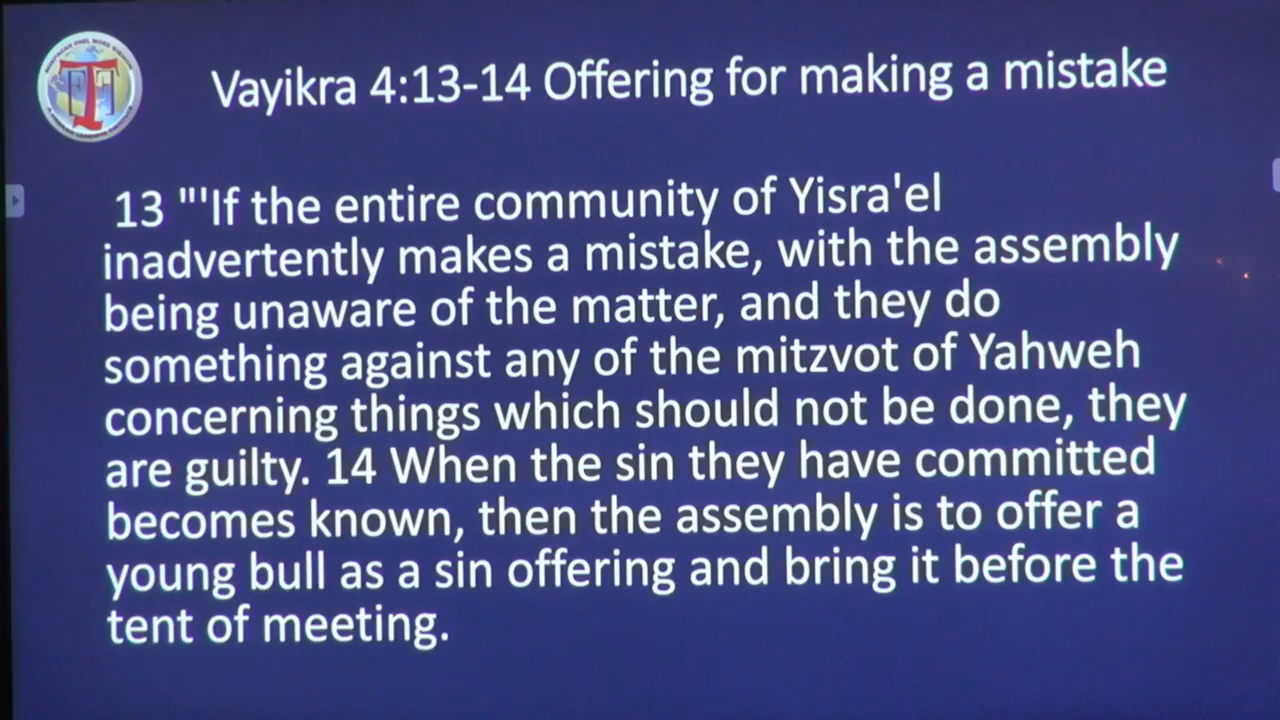 Vayikra 4:13-14 Offering for making a mistake
13 "'If the entire community of Yisra'el
inadvertently makes a mistake, with the assembly
being unaware of the matter, and they do
something against any of the mitzvot of Yahweh
concerning things which should not be done, they
are guilty. 14 When the sin they have committed
becomes known, then the assembly is to offer a
young bull as a sin offering and bring it before the
tent of meeting.